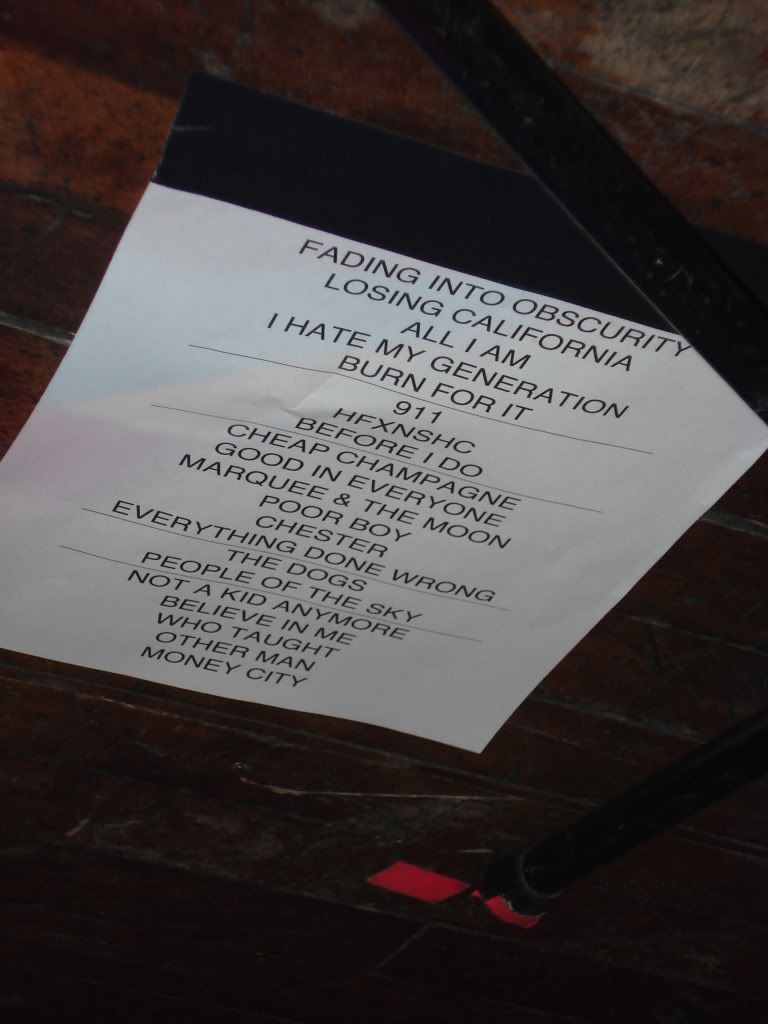 FADING INTO OBSCURITY
LOSING CALIFORNIA
ALL I AM
I HATE MY GENERATION
BURN FOR IT
911
HFXNSHC
BEFORE I DO
CHEAP CHAMPAGNE
GOOD IN EVERYONE
MARQUEE & THE MOON
POOR BOY
CHESTER
EVERYTHING DONE WRONG
THE DOGS
PEOPLE OF THE SKY
NOT A KID ANYMORE
BELIEVE IN ME
WHO TAUGHT
OTHER MAN
MONEY CITY